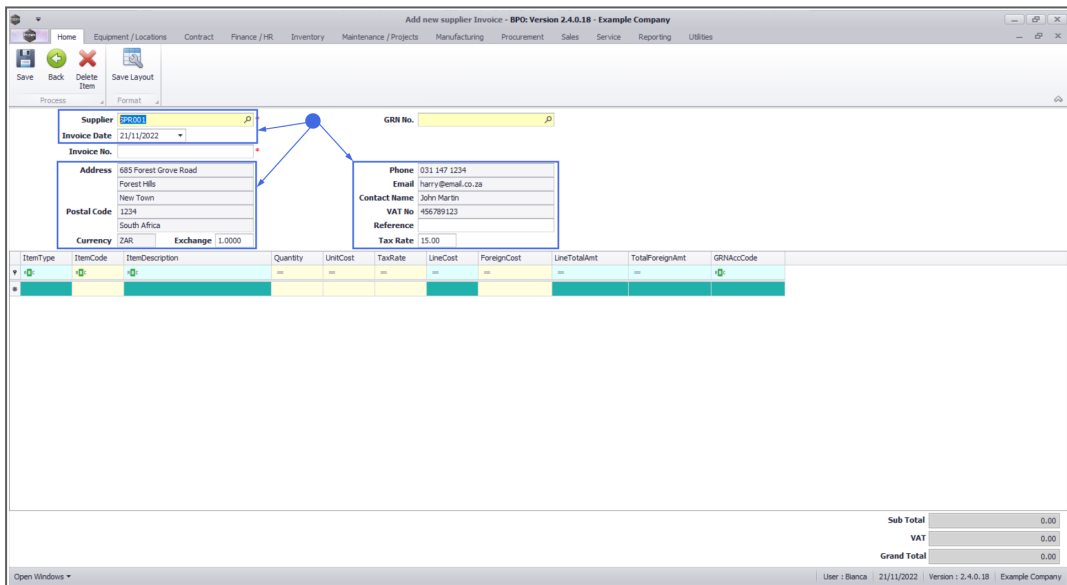 Add new supplier Invoice - BPO: Version 2.4.0.18 - Example Company
Home Equipment / Locations Contract Finance / HR Inventory Maintenance / Projects Manufacturing Procurement Sales Service Reporting Utilities
Save Back Delete Item Save Layout
Process Format
Supplier SPR001 * GRN No.
Invoice Date 21/11/2022
Invoice No. *
Address 685 Forest Grove Road Phone 031 147 1234
Forest Hills Email harry@email.co.za
New Town Contact Name John Martin
Postal Code 1234 VAT No 456789123
South Africa Reference
Currency ZAR Exchange 1.0000 Tax Rate 15.00
ItemType ItemCode ItemDescription Quantity UnitCost TaxRate LineCost ForeignCost LineTotalAmt TotalForeignAmt GRNAccCode
= = = = = = =
Sub Total 0.00
VAT 0.00
Grand Total 0.00
Open Windows User : Bianca 21/11/2022 Version : 2.4.0.18 Example Company